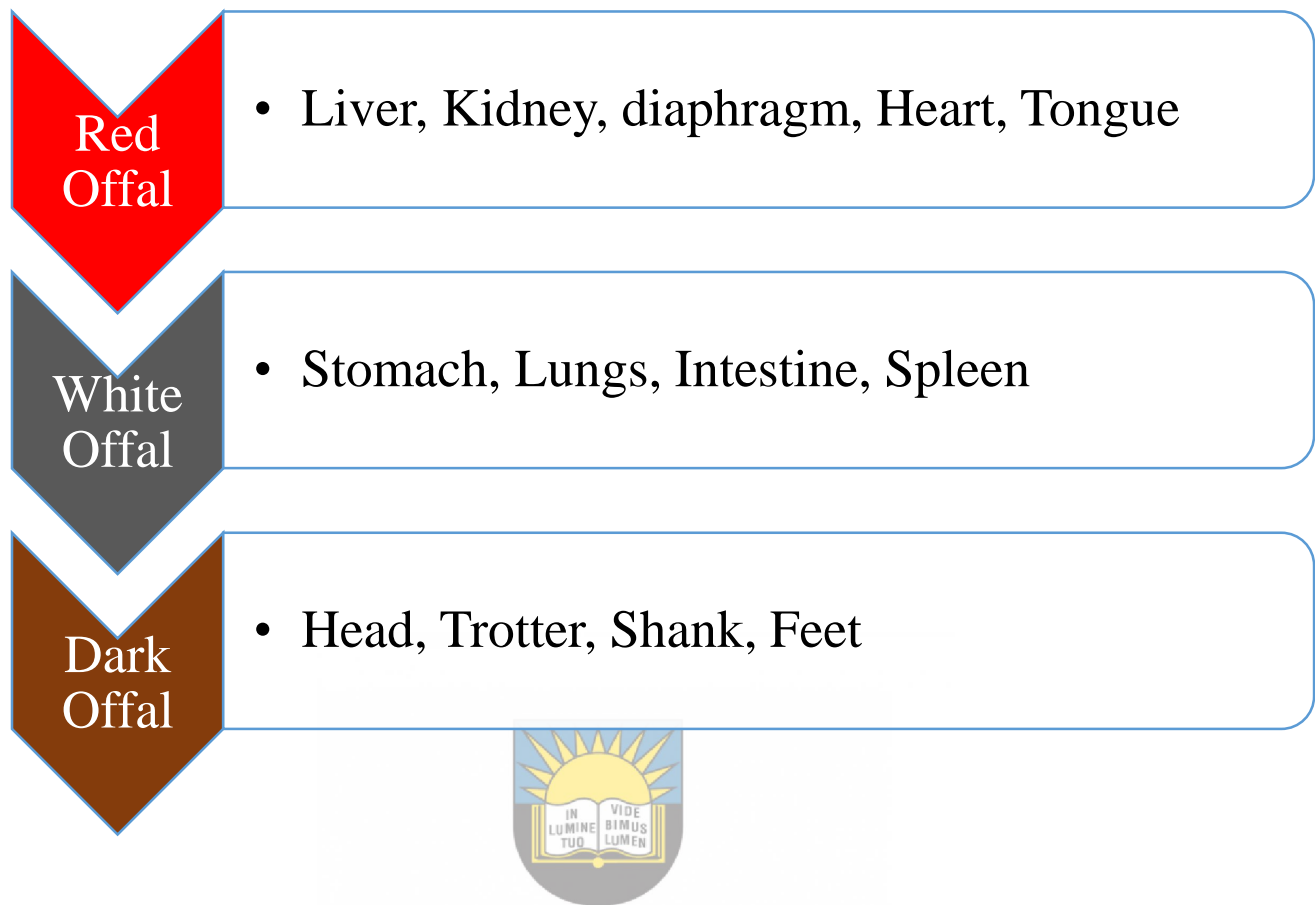 Red
Offal
• Liver, Kidney, diaphragm, Heart, Tongue
White
Offal
• Stomach, Lungs, Intestine, Spleen
Dark
Offal
• Head, Trotter, Shank, Feet
IN VIDE
LUMINE BIMUS
TUO LUMEN